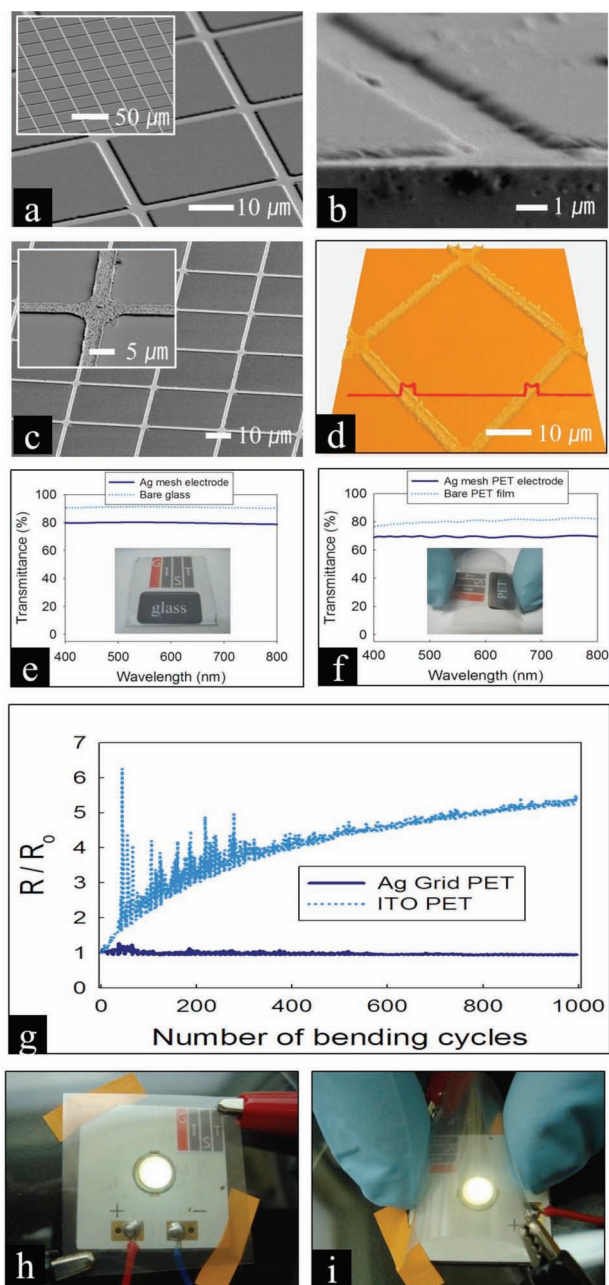 50 μm
a
10 μm
b
1 μm
5 μm
c
10 μm
d
10 μm
Ag mesh electrode
Bare glass
Transmittance (%)
100
80
60
40
20
0
G I S T
glass
400 500 600 700 800
Wavelength (nm)
e
Ag mesh PET electrode
Bare PET film
Transmittance (%)
100
80
60
40
20
0
PET
400 500 600 700 800
Wavelength (nm)
f
R / R0
7
6
5
4
3
2
1
0
Ag Grid PET
ITO PET
0 200 400 600 800 1000
Number of bending cycles
g
G I S T
+ −
h
+
i